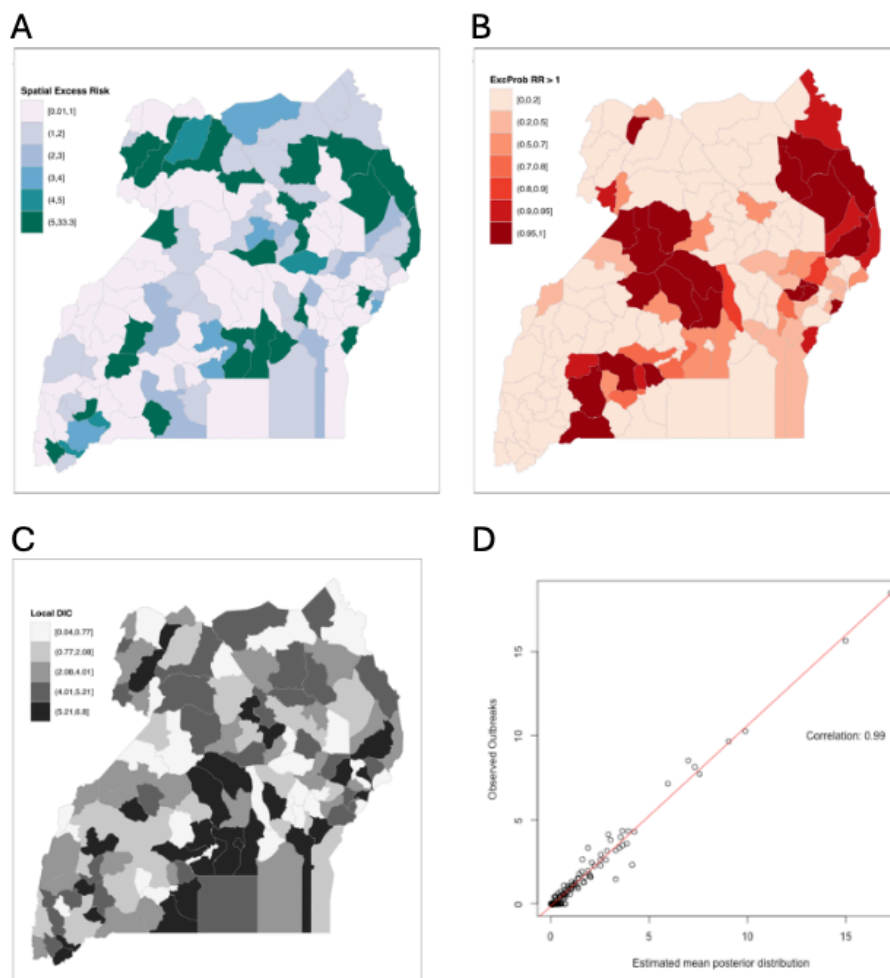 A
B
Spatial Excess Risk
[0.01,1]
(1,2]
(2,3]
(3,4]
(4,5]
(5,33.3]
ExcProb RR > 1
[0,0.2]
(0.2,0.5]
(0.5,0.7]
(0.7,0.8]
(0.8,0.9]
(0.9,0.95]
(0.95,1]
C
D
Local DIC
[0.04,0.77]
(0.77,2.08]
(2.08,4.01]
(4.01,5.21]
(5.21,6.8]
Observed Outbreaks
15
10
5
0
Correlation: 0.99
0
5
10
15
Estimated mean posterior distribution